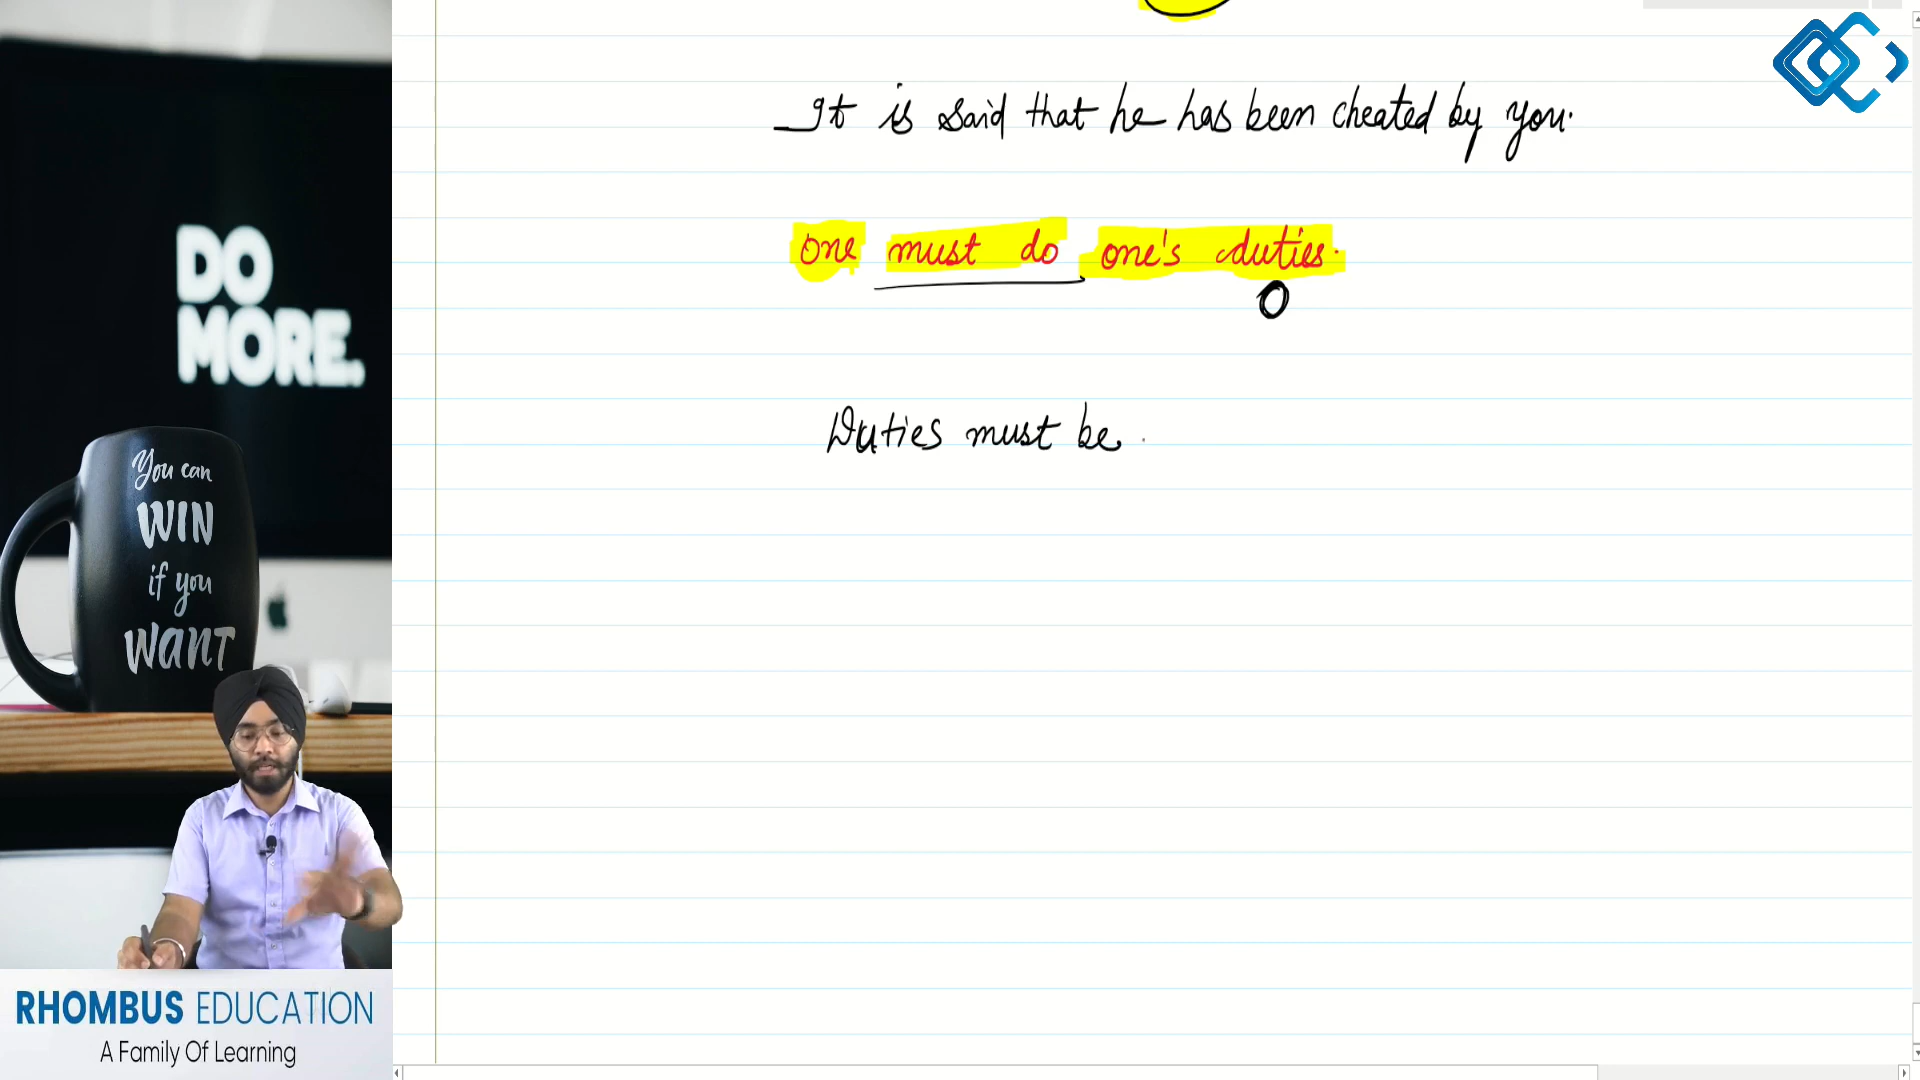 It is said that he has been cheated by you.
one must do one's duties.
O
Duties must be
DO
MORE.
You can
WIN
if you
WANT
RHOMBUS EDUCATION
A Family Of Learning